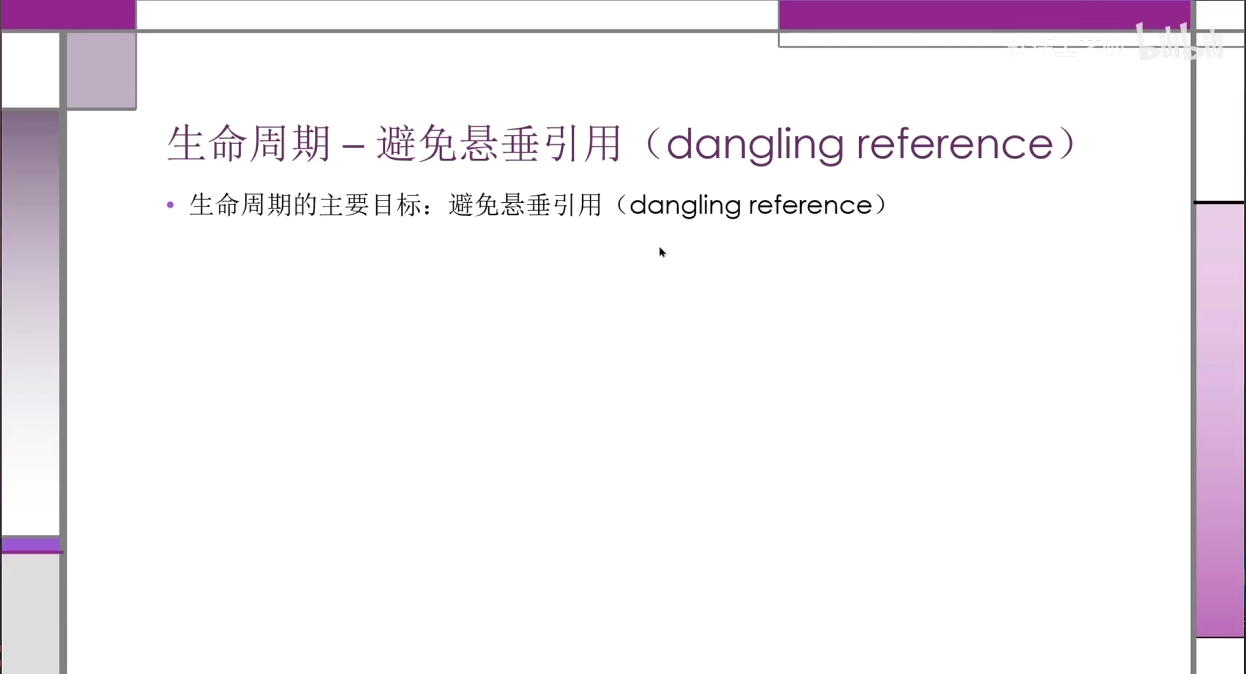 bilibili
生命周期 – 避免悬垂引用（dangling reference）
• 生命周期的主要目标：避免悬垂引用（dangling reference）